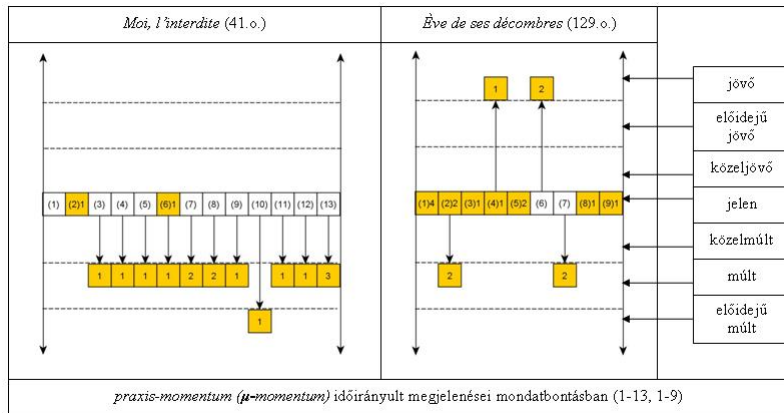 Moi, l'interdite (41.o.)
Ève de ses décombres (129.o.)
1 2
jövő
előidejű
jövő
közeljövő
(1) (2)1 (3) (4) (5) (6)1 (7) (8) (9) (10) (11) (12) (13)
(1)4 (2)2 (3)1 (4)1 (5)2 (6) (7) (8)1 (9)1
jelen
közelmúlt
1 1 1 1 2 2 1 1 1 3
2 2
múlt
1
előidejű
múlt
praxis-momentum (μ-momentum) időirányult megjelenései mondatbontásban (1-13, 1-9)